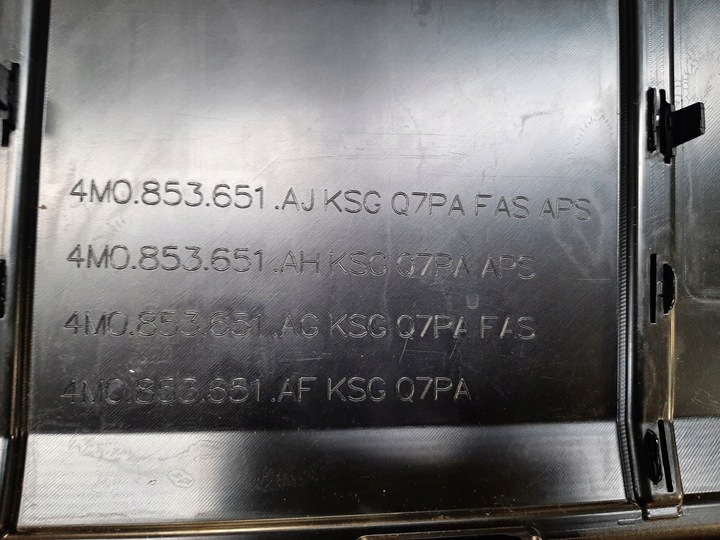 4M0.853.651.AJ KSG Q7PA FAS APS
4M0.853.651.AH KSG Q7PA APS
4M0.853.651.AG KSG Q7PA FAS
4M0.853.651.AF KSG Q7PA